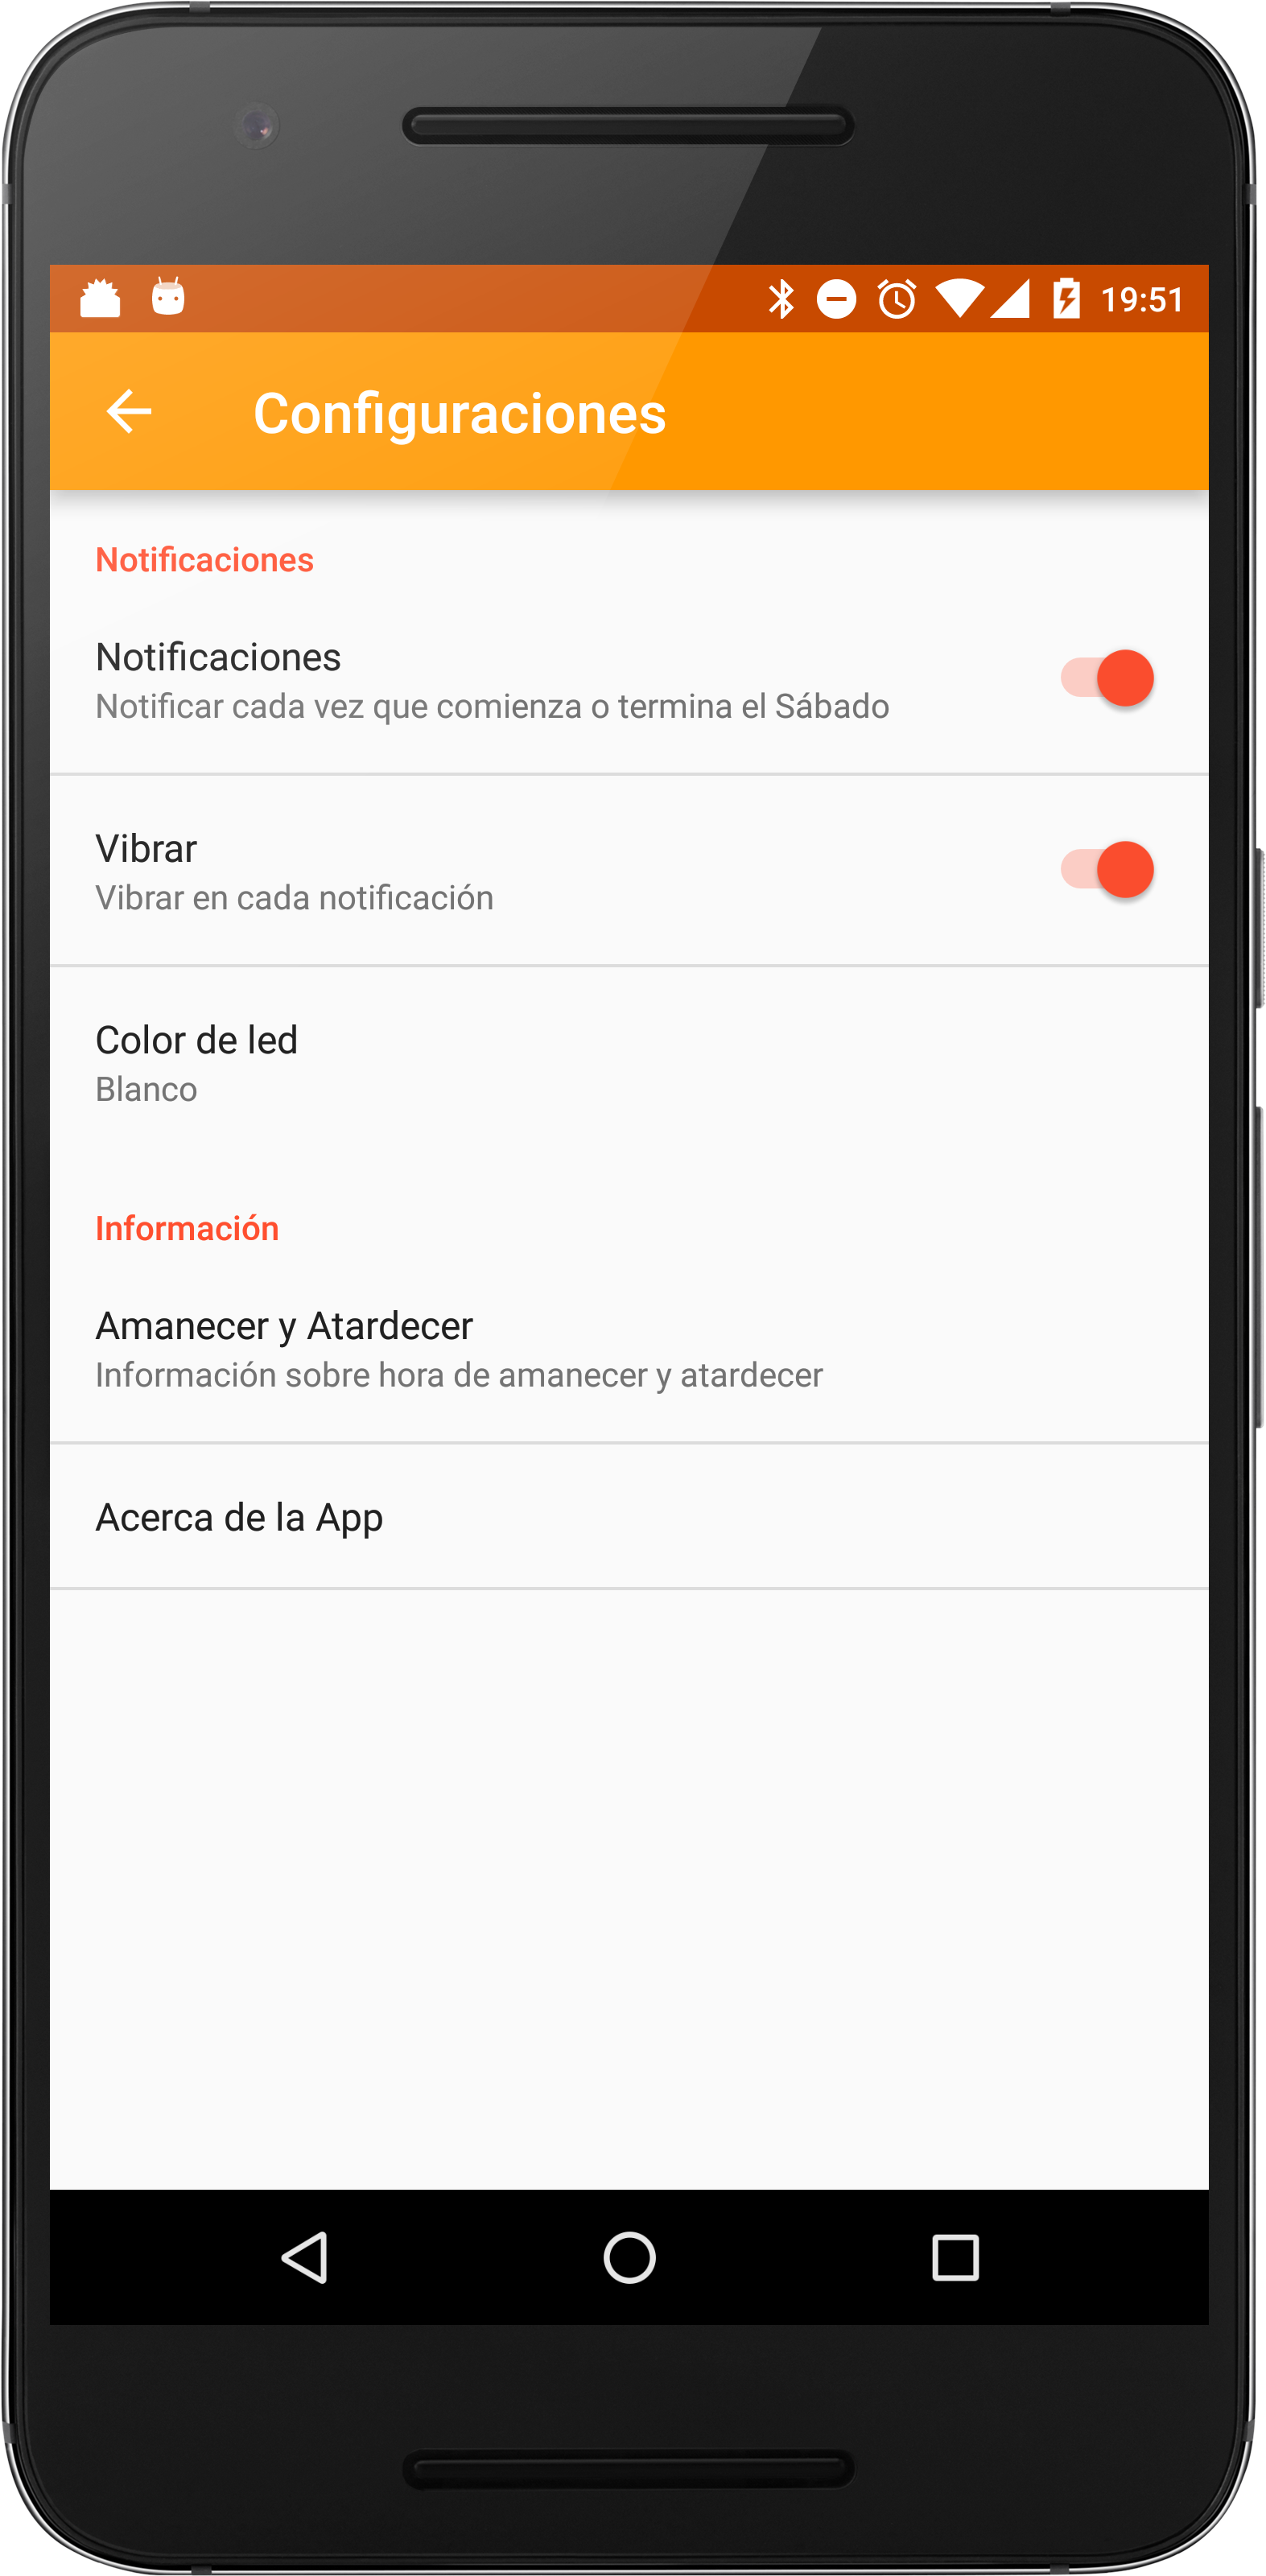 19:51
Configuraciones
Notificaciones
Notificaciones
Notificar cada vez que comienza o termina el Sábado
Vibrar
Vibrar en cada notificación
Color de led
Blanco
Información
Amanecer y Atardecer
Información sobre hora de amanecer y atardecer
Acerca de la App